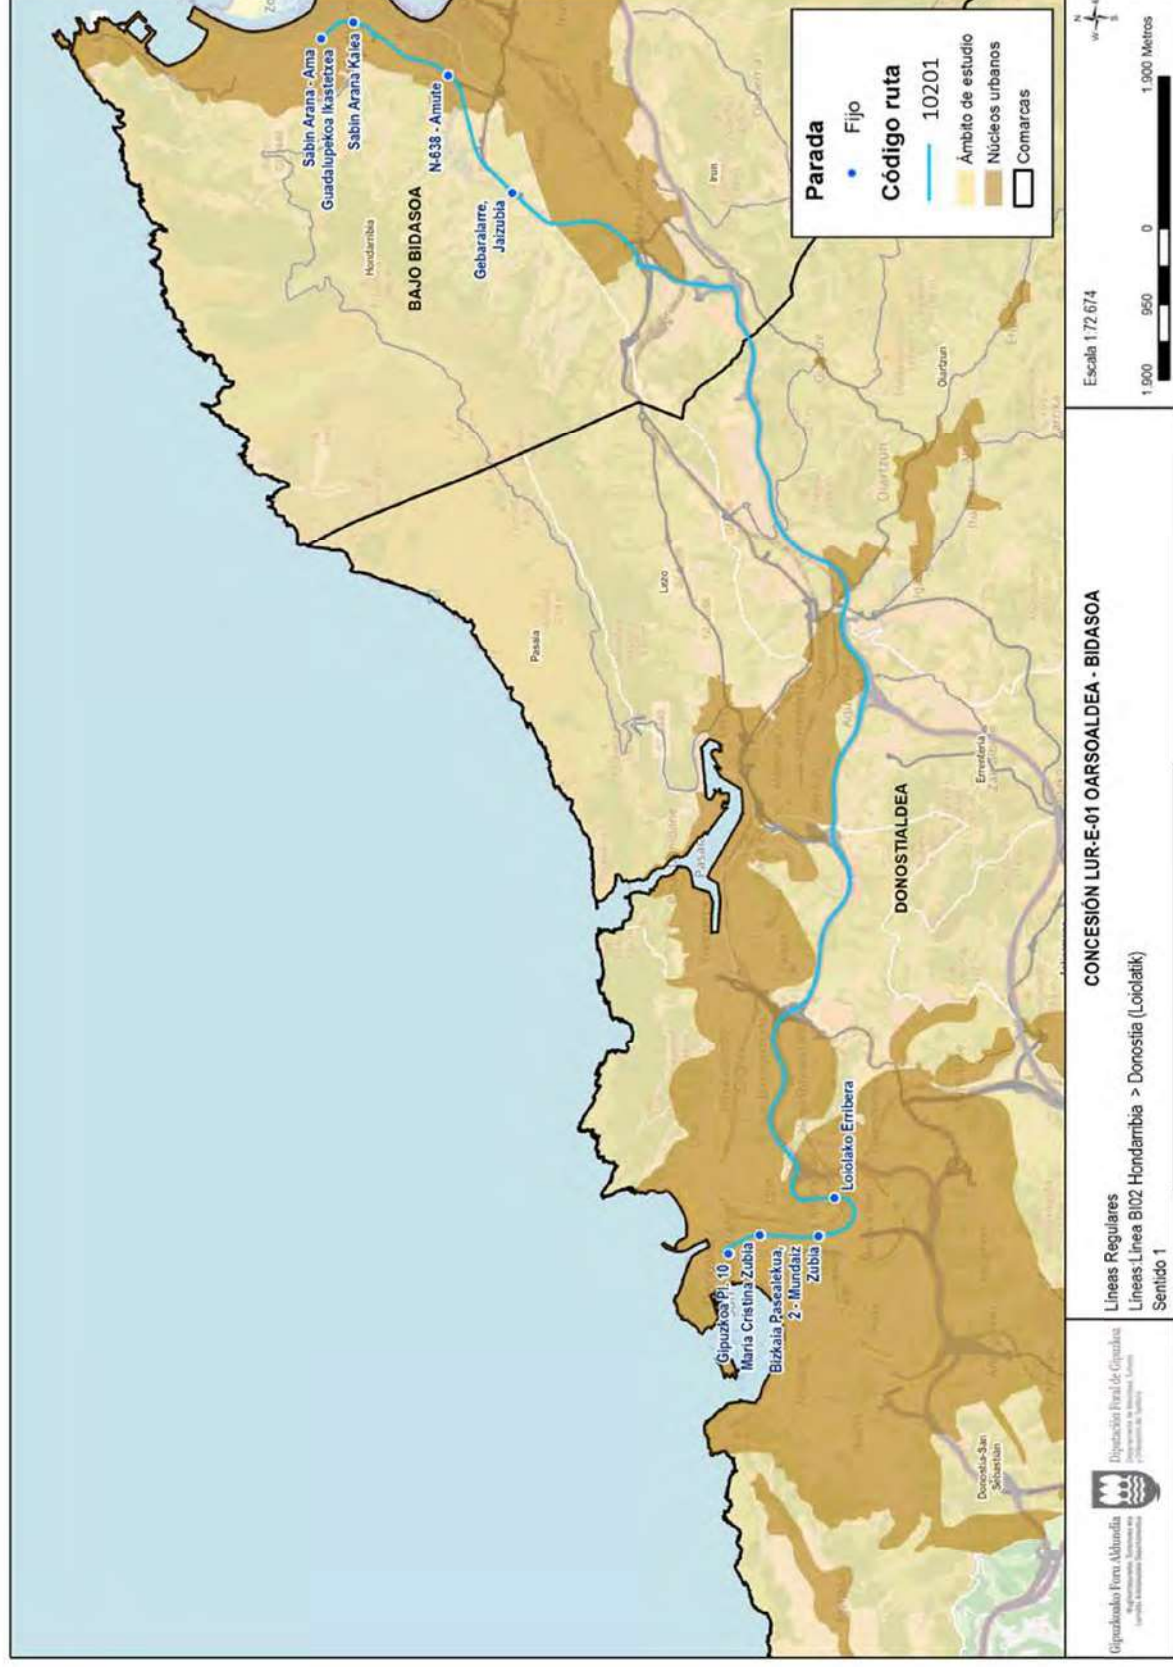 Sabin Arana - Ama
Guadalupekoa Ikastetxea
Sabin Arana Kalea
N-638 - Amute
Gebaralarre,
Jaizubia
Hondarribia
BAJO BIDASOA
Irun
Pasaia
Lezo
Oiartzun
Oiartzun
Errenteria
DONOSTIALDEA
Pasaia
Loiolako Erribera
Gipuzkoa Pl. 10
Maria Cristina Zubia
Bizkaia Pasealekua,
2 - Mundaiz
Zubia
Donostia-San
Sebastián
Parada
Fijo
Código ruta
10201
Ámbito de estudio
Núcleos urbanos
Comarcas
Gipuzkoako Foru Aldundia
Diputación Foral de Gipuzkoa
CONCESIÓN LUR-E-01 OARSOALDEA - BIDASOA
Líneas Regulares
Líneas:Línea BI02 Hondarribia > Donostia (Loiolatik)
Sentido 1
Escala 1:72.674
1.900 950 0 1.900 Metros
N
W
E
S